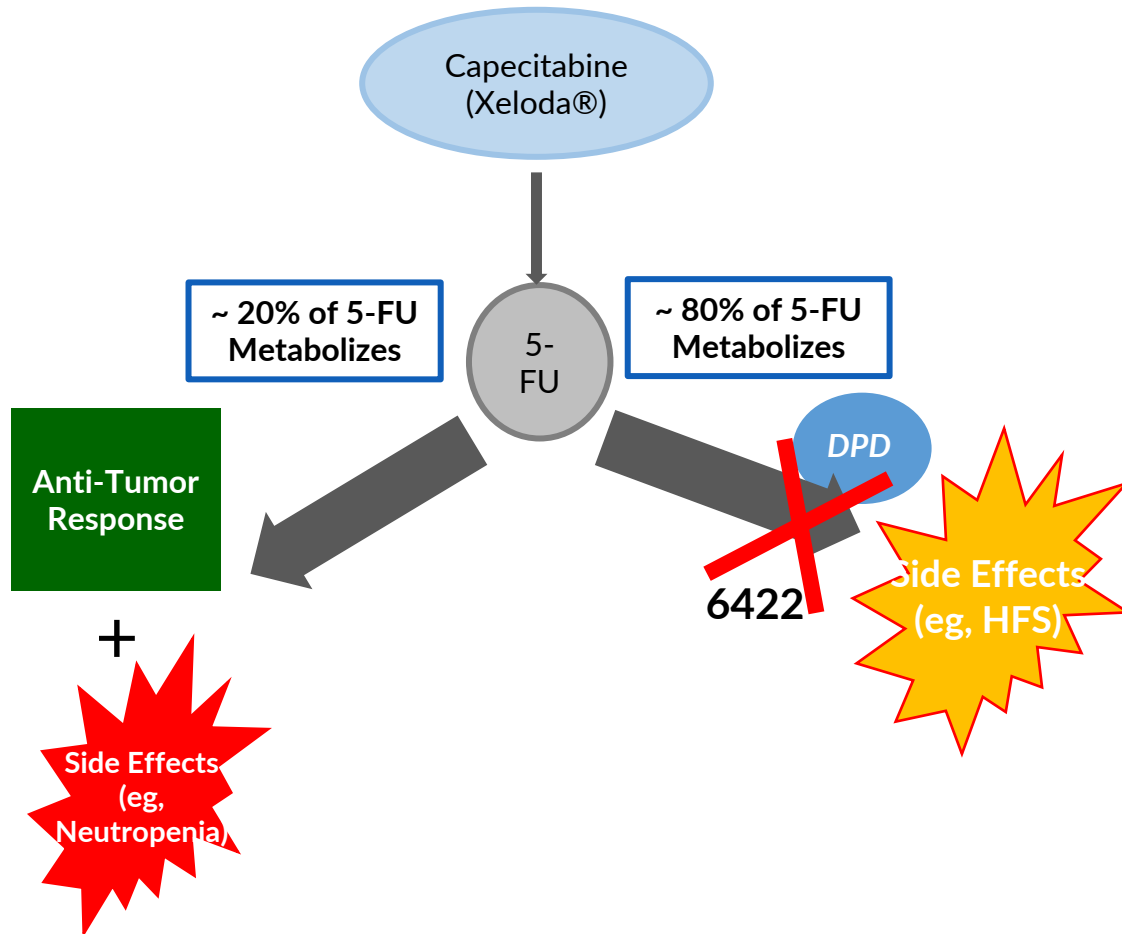 Capecitabine
(Xeloda®)
~ 20% of 5-FU
Metabolizes
5-
FU
~ 80% of 5-FU
Metabolizes
DPD
Anti-Tumor
Response
6422
Side Effects
(eg, HFS)
+
Side Effects
(eg,
Neutropenia)